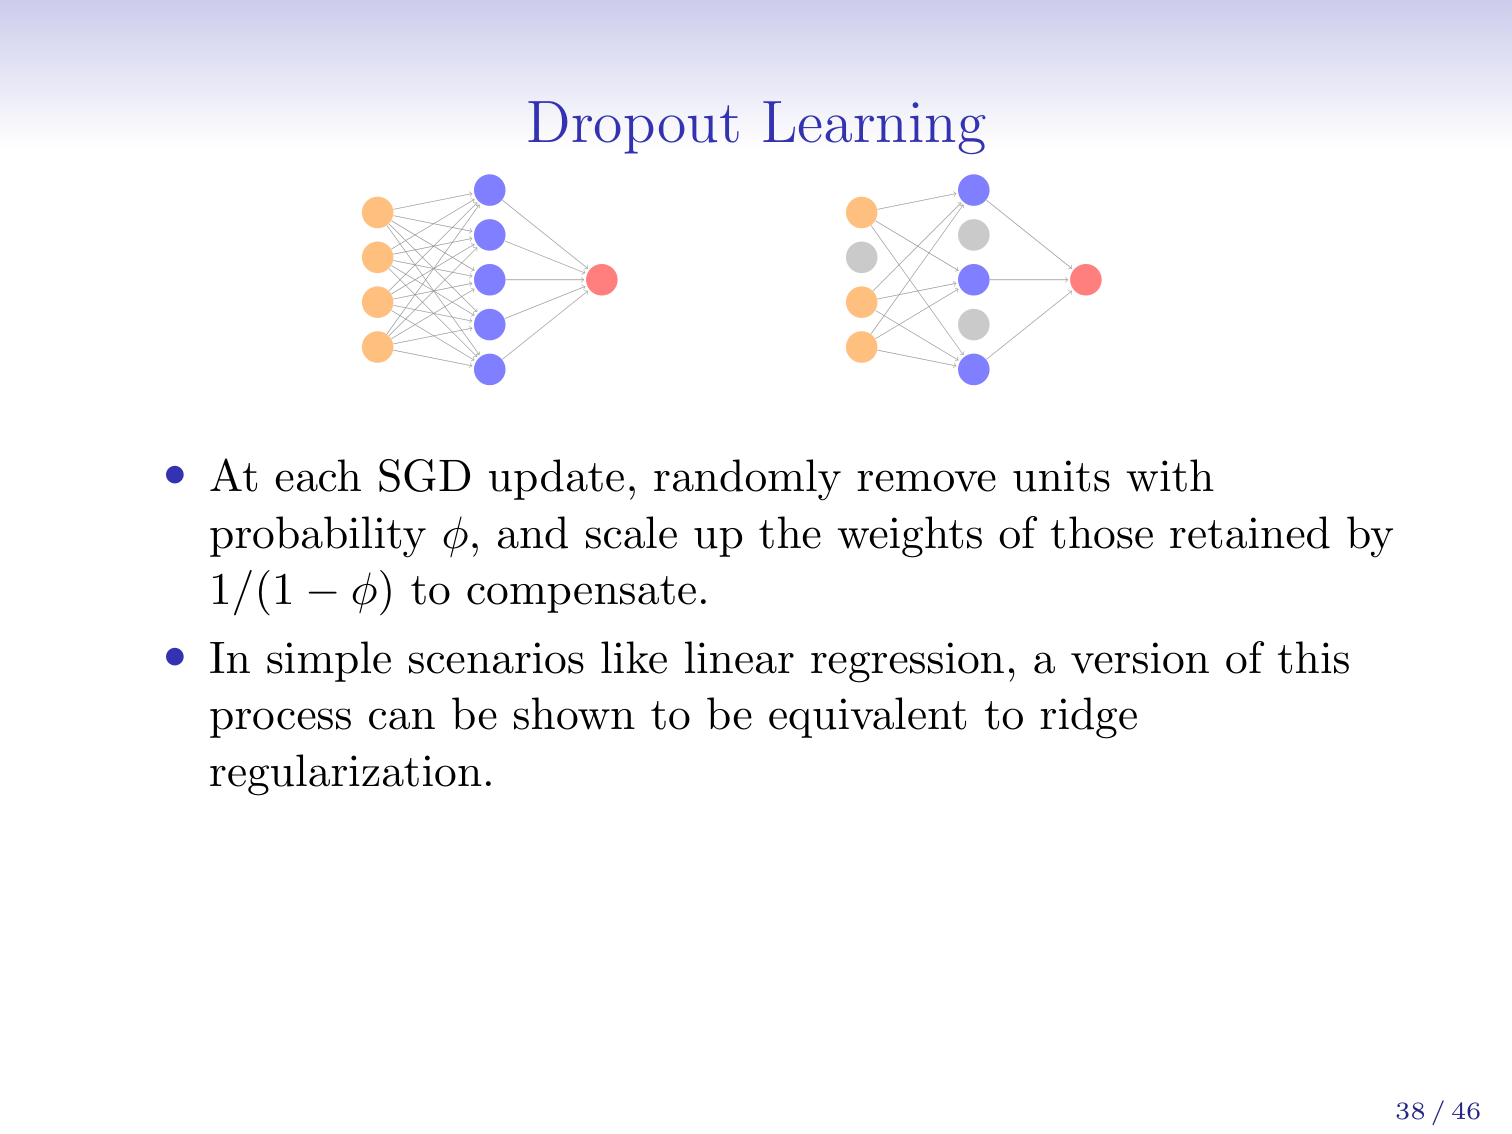 Dropout Learning
• At each SGD update, randomly remove units with
probability ϕ, and scale up the weights of those retained by
1/(1 − ϕ) to compensate.
• In simple scenarios like linear regression, a version of this
process can be shown to be equivalent to ridge
regularization.
38 / 46